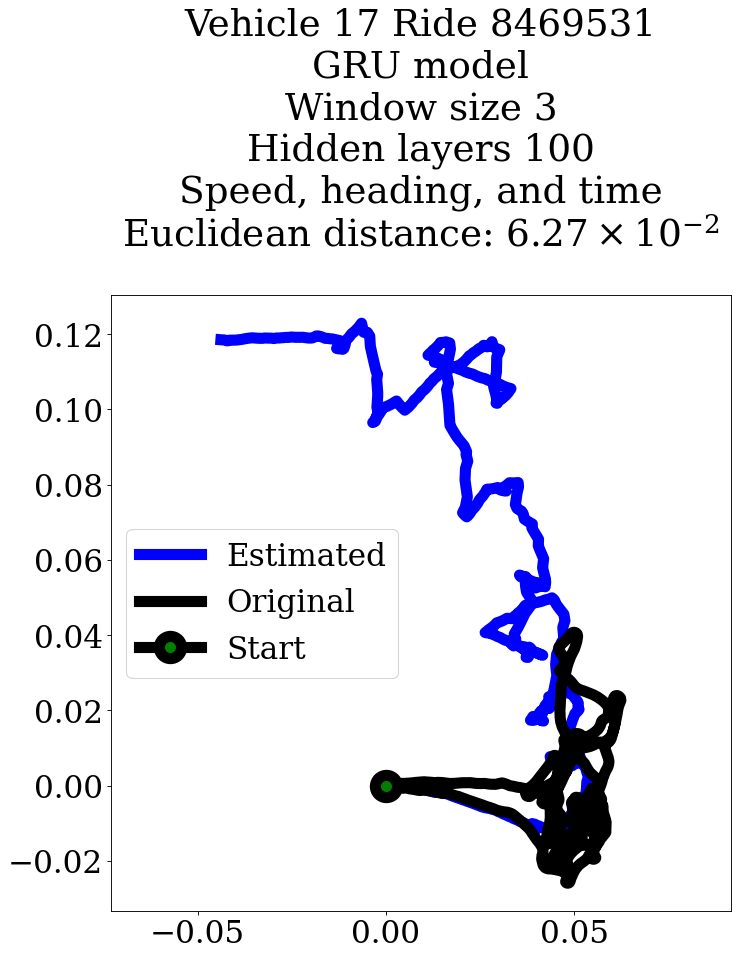 Vehicle 17 Ride 8469531
GRU model
Window size 3
Hidden layers 100
Speed, heading, and time
Euclidean distance: 6.27 × 10⁻²
0.12
0.10
0.08
0.06
0.04
0.02
0.00
−0.02
Estimated
Original
Start
−0.05
0.00
0.05